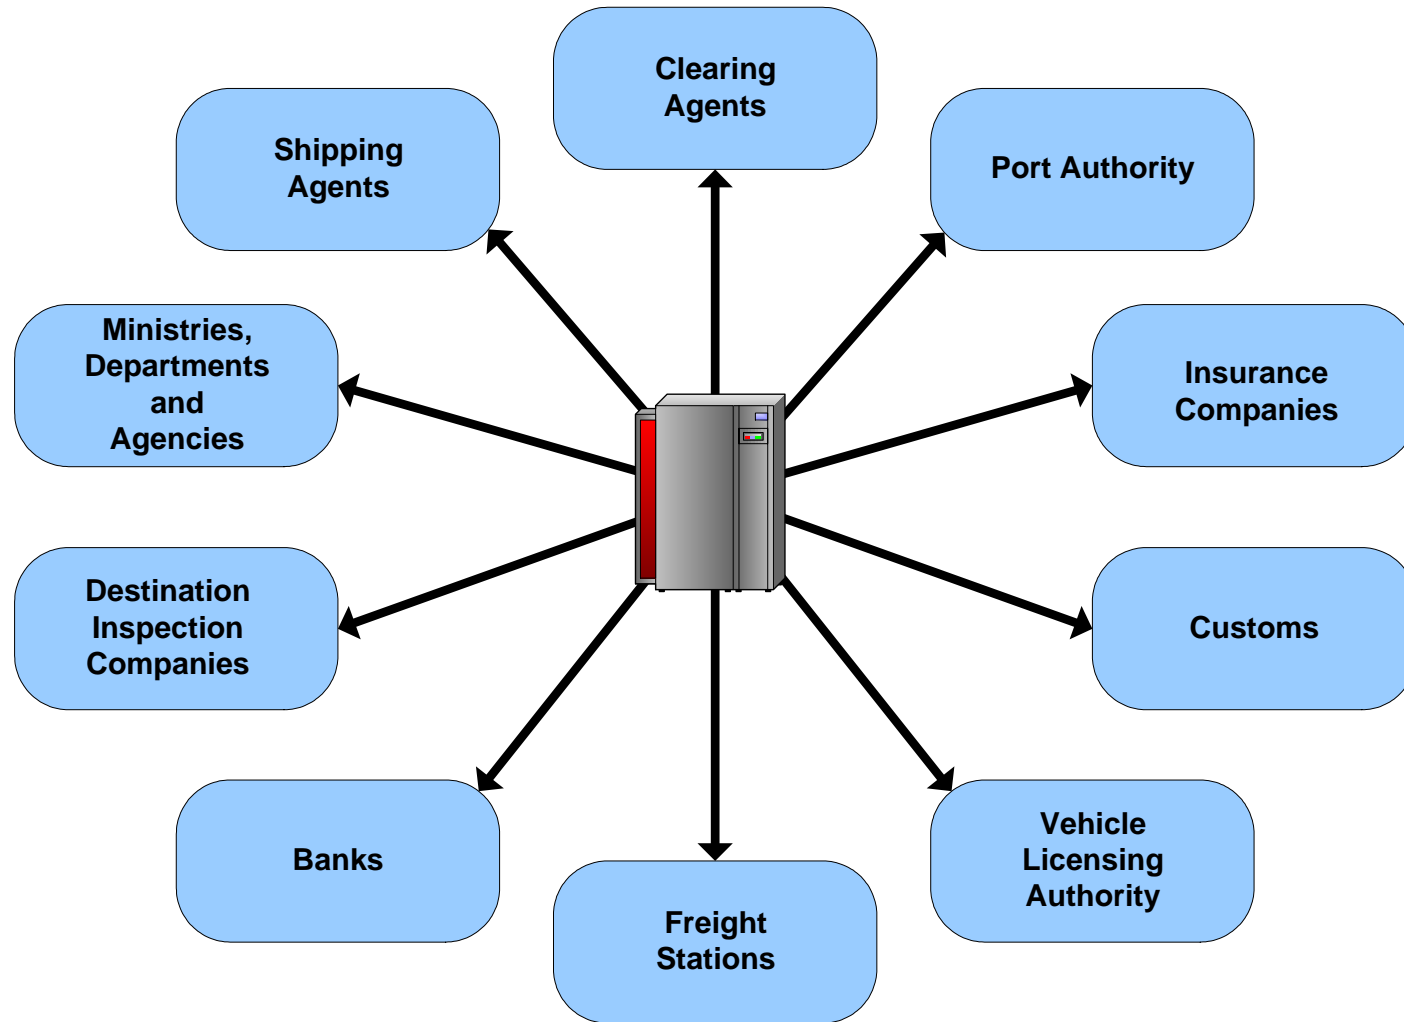 Clearing
Agents
Shipping
Agents
Port Authority
Ministries,
Departments
and
Agencies
Insurance
Companies
Destination
Inspection
Companies
Customs
Banks
Vehicle
Licensing
Authority
Freight
Stations